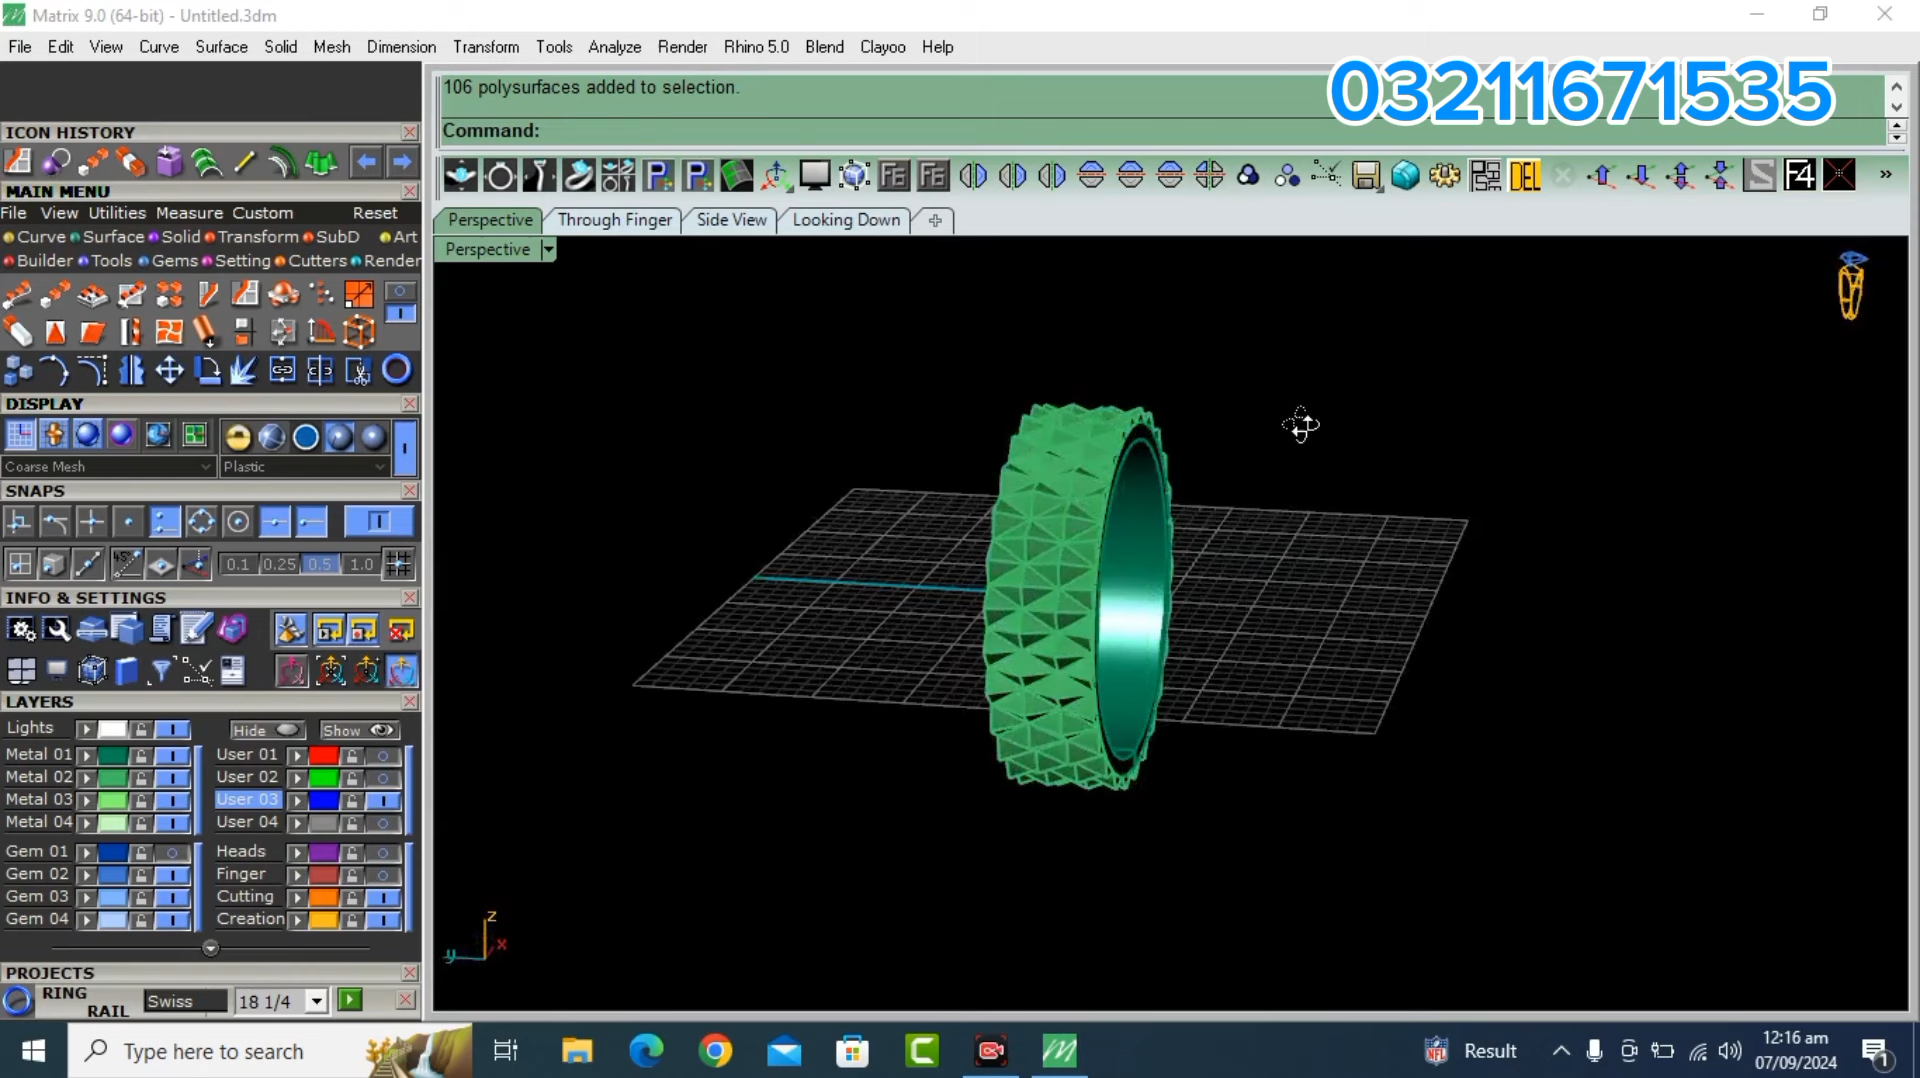 Matrix 9.0 (64-bit) - Untitled.3dm
File Edit View Curve Surface Solid Mesh Dimension Transform Tools Analyze Render Rhino 5.0 Blend Clayoo Help
03211671535
106 polysurfaces added to selection.
Command:
ICON HISTORY
MAIN MENU
File View Utilities Measure Custom Reset
Curve Surface Solid Transform SubD Art
Builder Tools Gems Setting Cutters Render
DEL
F4
Perspective Through Finger Side View Looking Down
Perspective
DISPLAY
Coarse Mesh Plastic
SNAPS
45°
0.1 0.25 0.5 1.0
INFO & SETTINGS
LAYERS
Lights Hide Show
Metal 01 User 01
Metal 02 User 02
Metal 03 User 03
Metal 04 User 04
Gem 01 Heads
Gem 02 Finger
Gem 03 Cutting
Gem 04 Creation
z
x
y
PROJECTS
RING RAIL Swiss 18 1/4
Type here to search
NFL
Result
12:16 am
07/09/2024
1